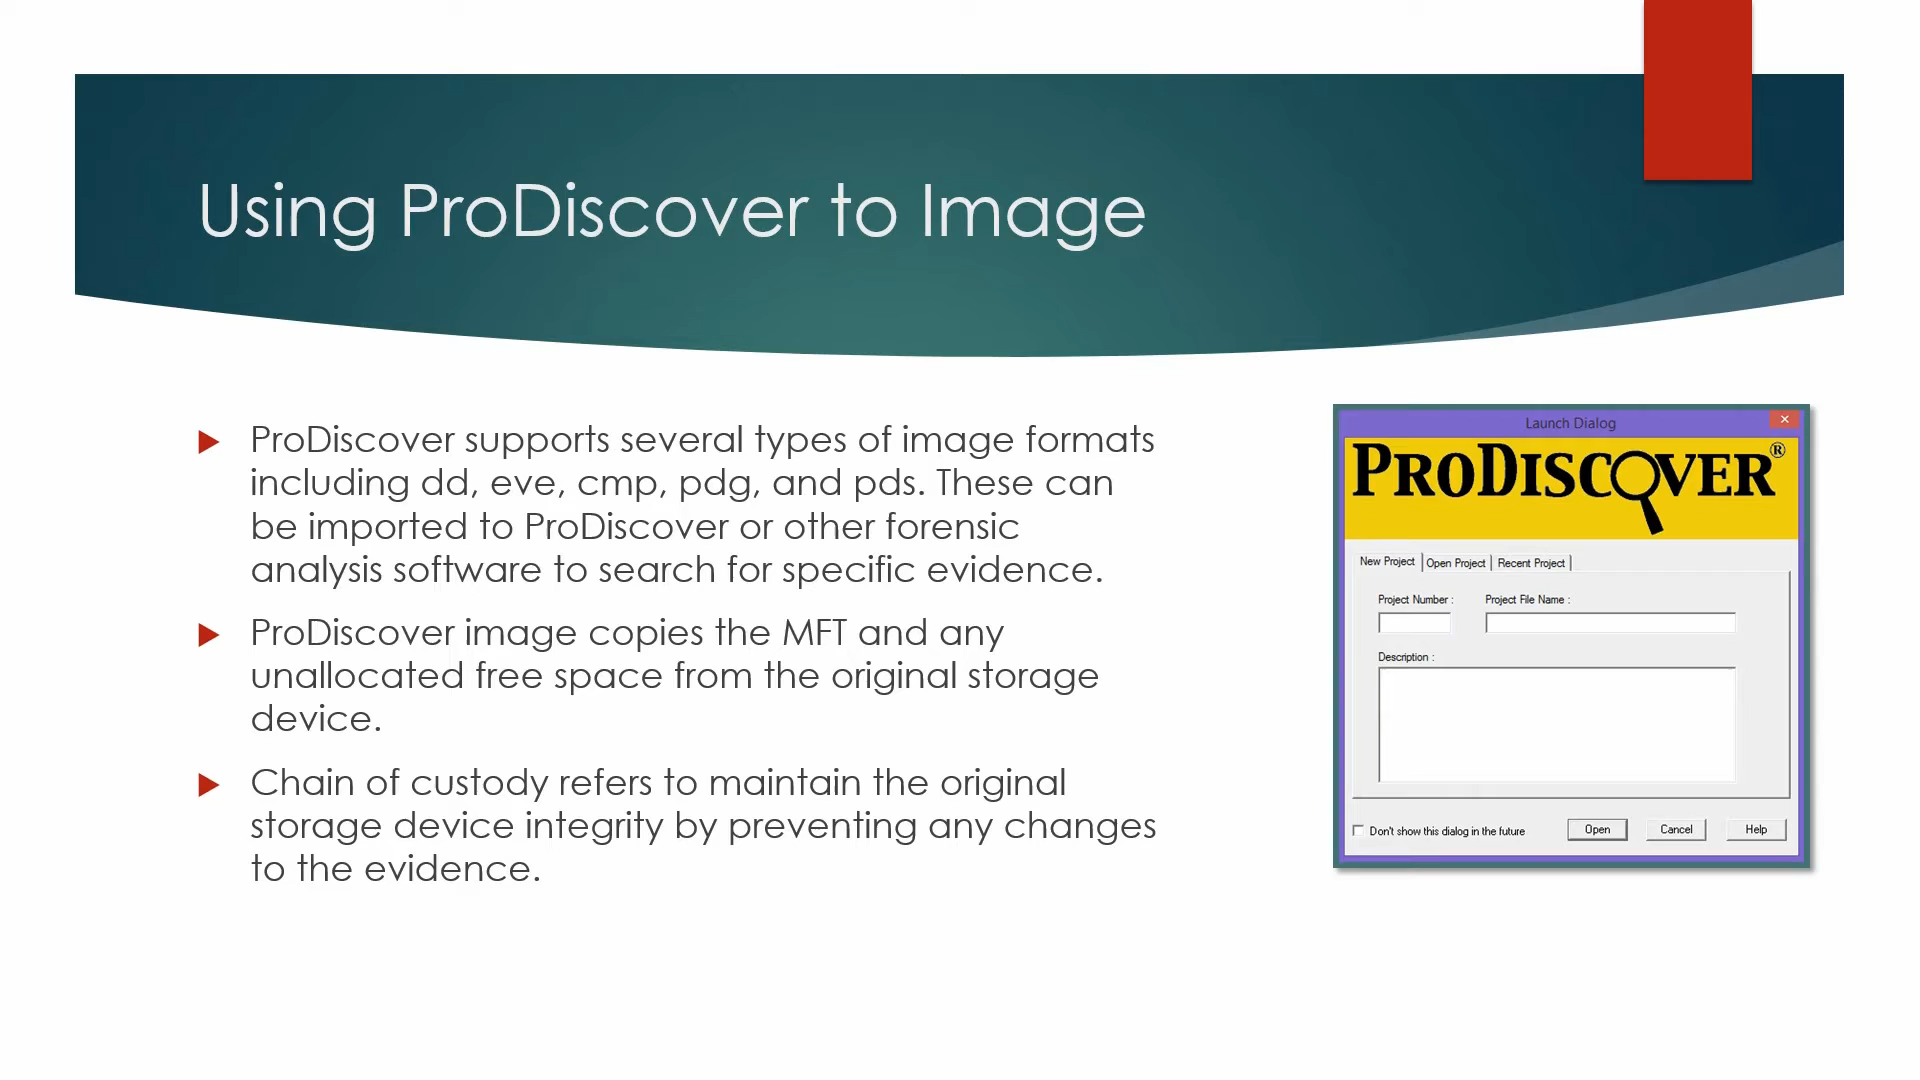 Using ProDiscover to Image
ProDiscover supports several types of image formats
including dd, eve, cmp, pdg, and pds. These can
be imported to ProDiscover or other forensic
analysis software to search for specific evidence.
ProDiscover image copies the MFT and any
unallocated free space from the original storage
device.
Chain of custody refers to maintain the original
storage device integrity by preventing any changes
to the evidence.
Launch Dialog
PRODISCOVER®
New Project Open Project Recent Project
Project Number : Project File Name :
Description :
Don't show this dialog in the future Open Cancel Help